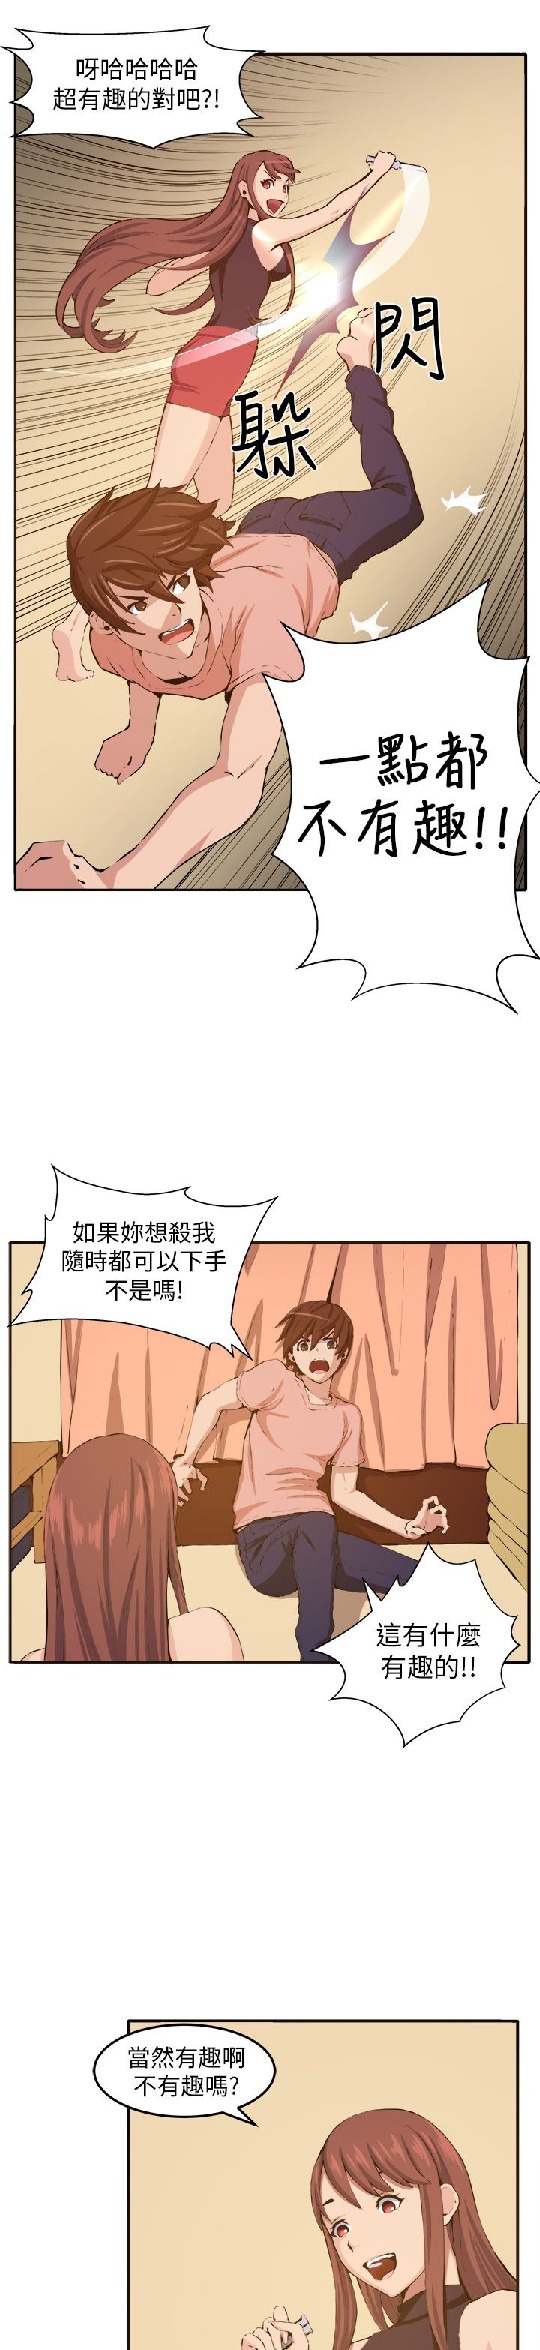 呀哈哈哈哈
超有趣的對吧?!
閃
躲
一點都
不有趣!!
如果妳想殺我
隨時都可以下手
不是嗎!
這有什麼
有趣的!!
當然有趣啊
不有趣嗎?